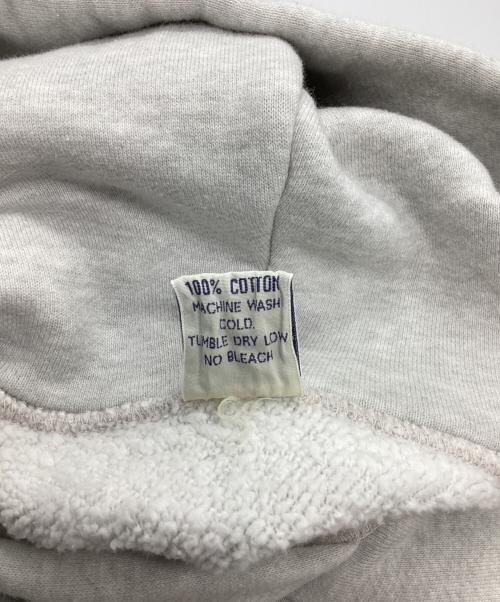 100% COTTON
MACHINE WASH
COLD.
TUMBLE DRY LOW
NO BLEACH